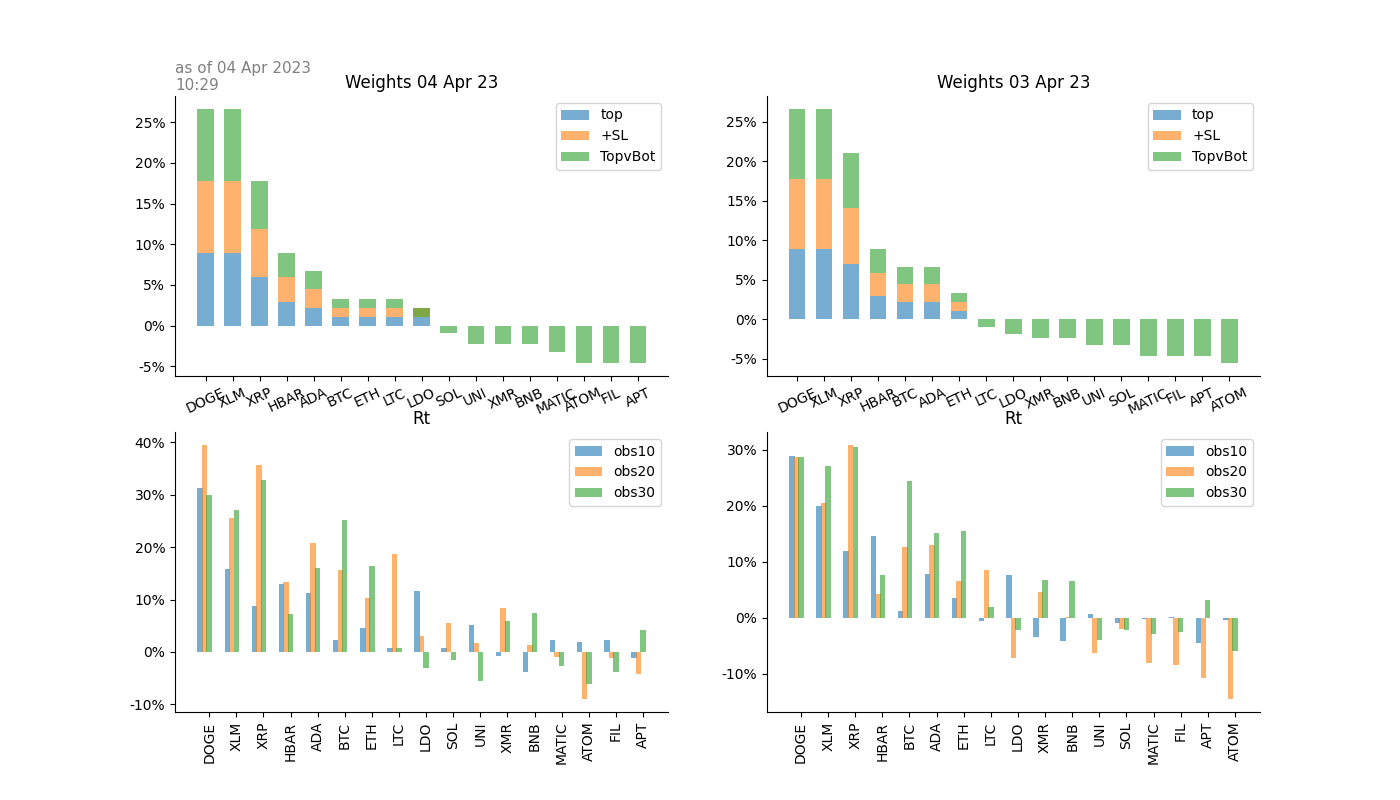 as of 04 Apr 2023
10:29
Weights 04 Apr 23
25%
20%
15%
10%
5%
0%
-5%
top
+SL
TopvBot
DOGE XLM XRP HBAR ADA BTC ETH LTC LDO SOL UNI XMR BNB MATIC ATOM FIL APT
Weights 03 Apr 23
25%
20%
15%
10%
5%
0%
-5%
top
+SL
TopvBot
DOGE XLM XRP HBAR BTC ADA ETH LTC LDO XMR BNB UNI SOL MATIC FIL APT ATOM
Rt
40%
30%
20%
10%
0%
-10%
obs10
obs20
obs30
DOGE XLM XRP HBAR ADA BTC ETH LTC LDO SOL UNI XMR BNB MATIC ATOM FIL APT
Rt
30%
20%
10%
0%
-10%
obs10
obs20
obs30
DOGE XLM XRP HBAR BTC ADA ETH LTC LDO XMR BNB UNI SOL MATIC FIL APT ATOM